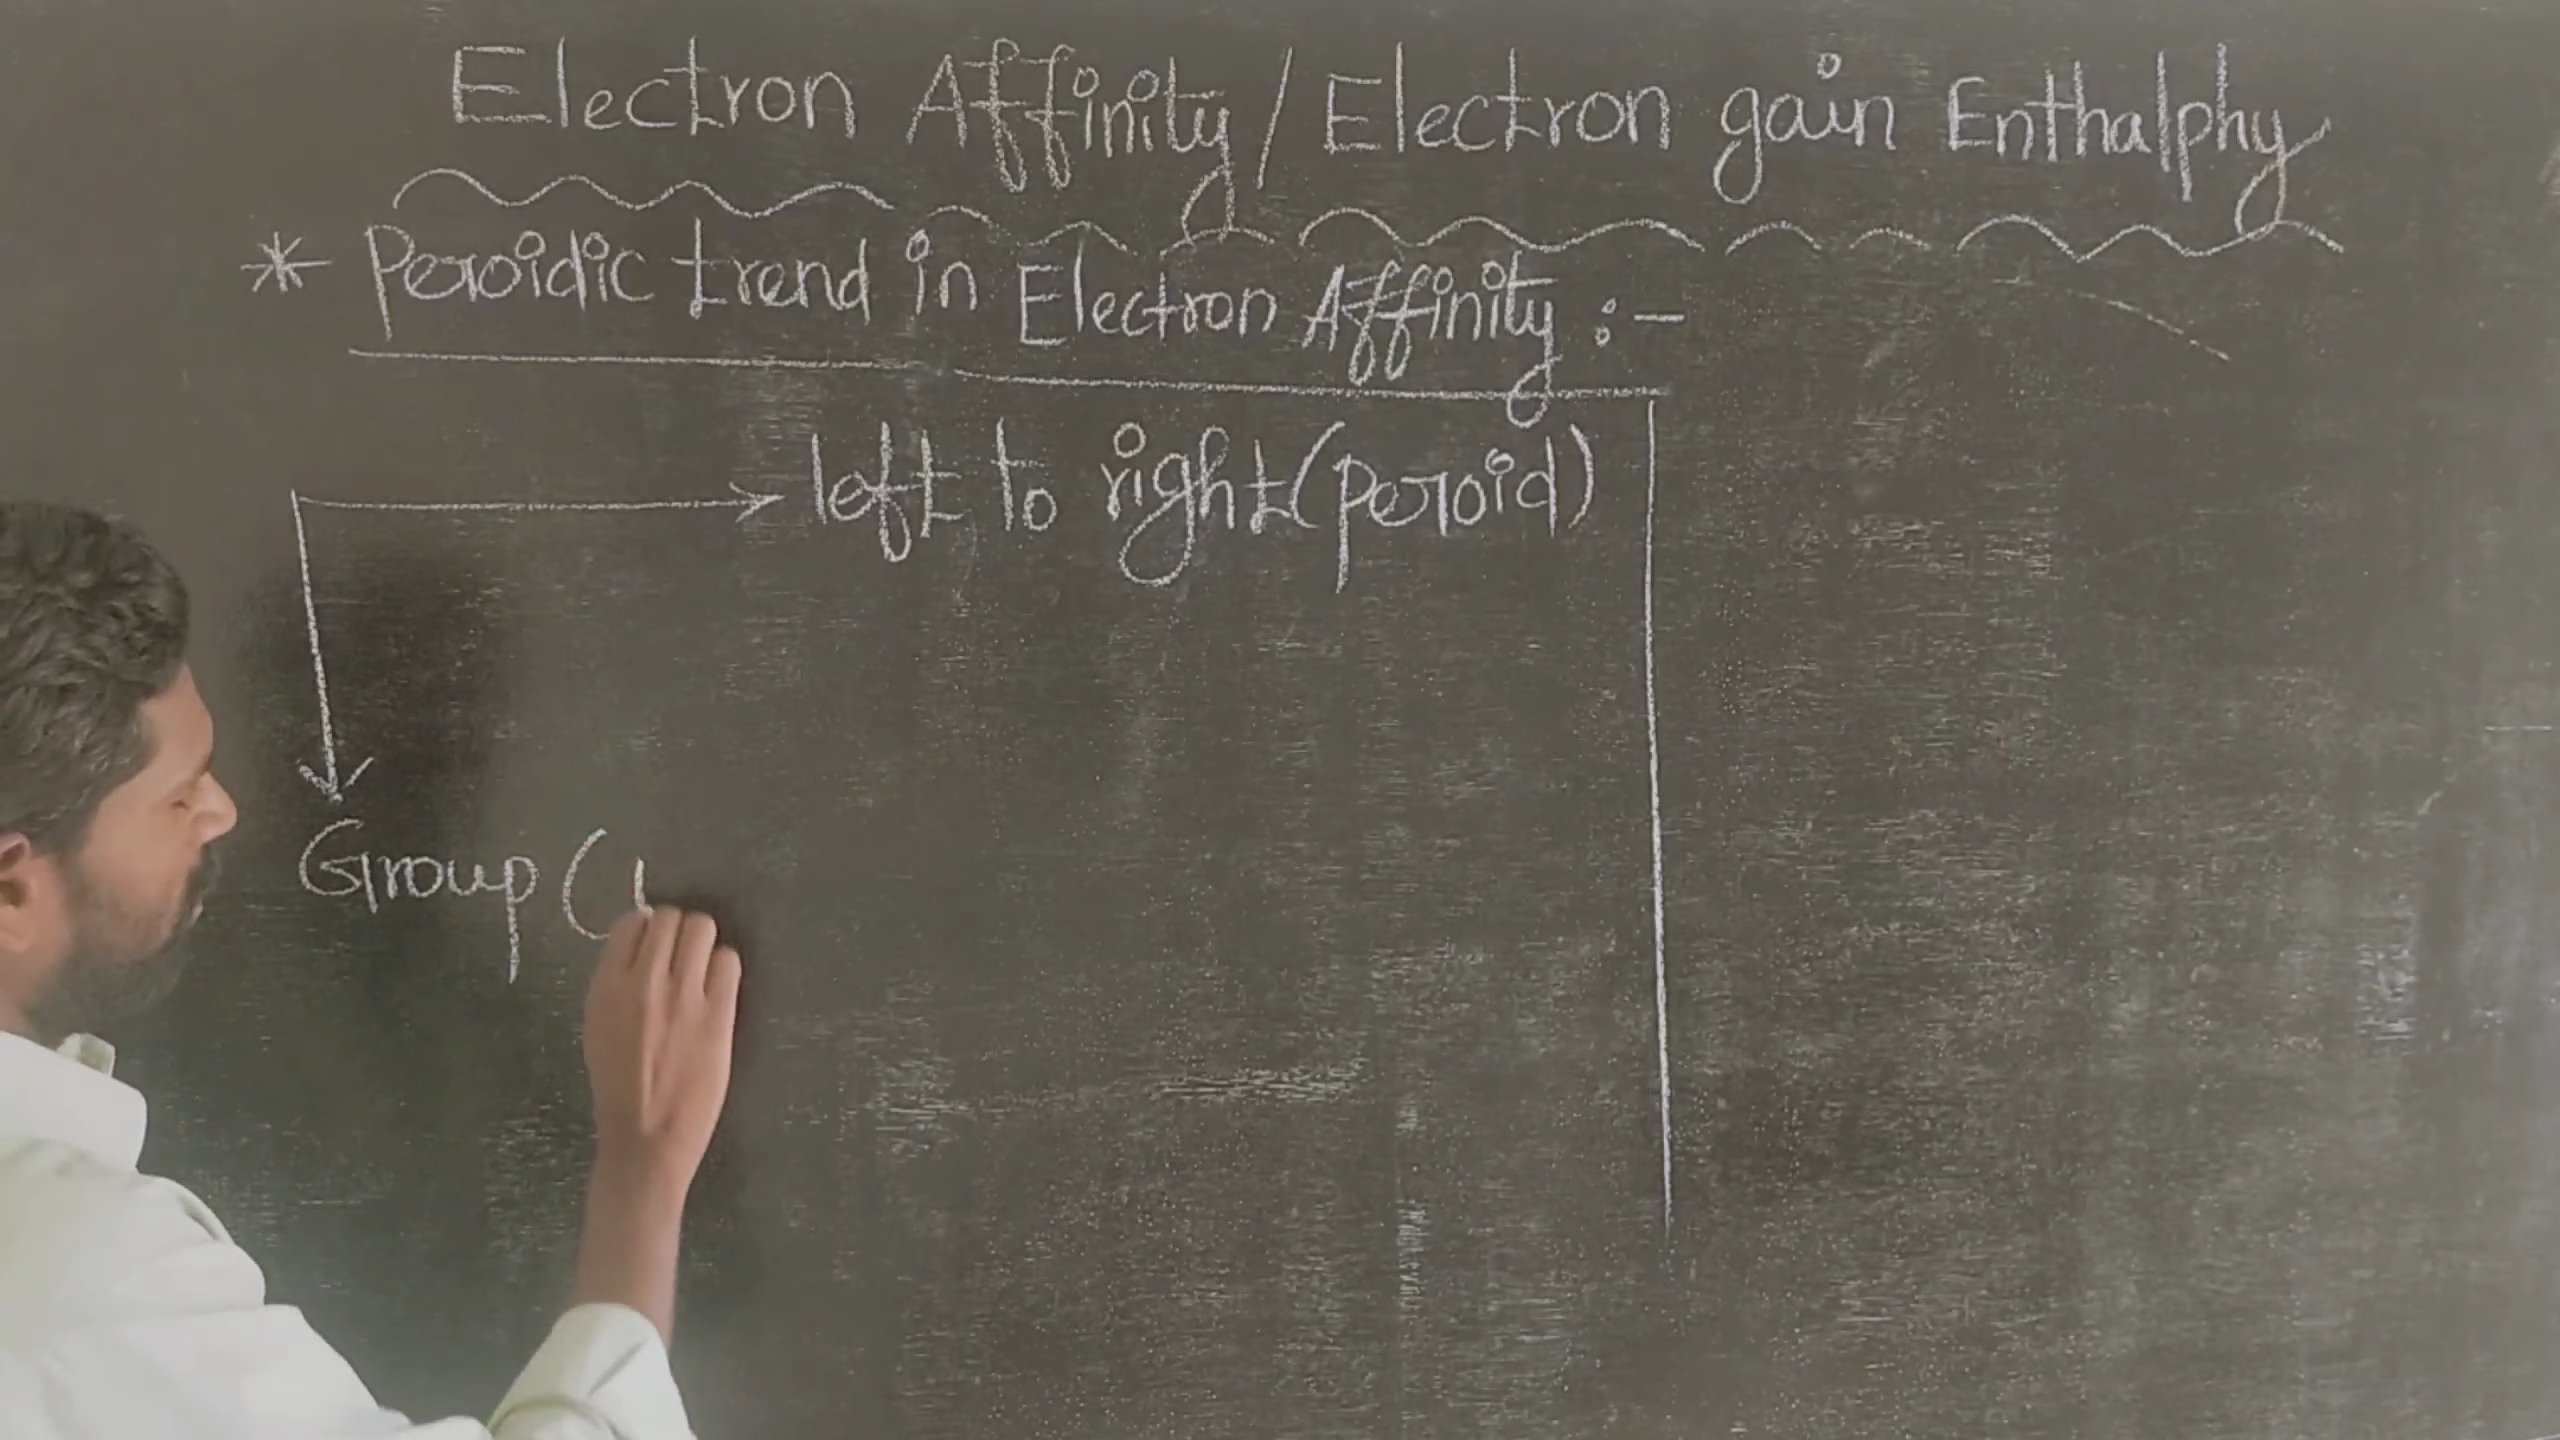 Electron Affinity / Electron gain Enthalphy
* Peroidic trend in Electron Affinity :-
left to right (peroid)
Group (